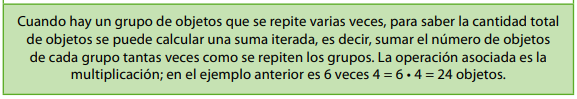 Cuando hay un grupo de objetos que se repite varias veces, para saber la cantidad total
de objetos se puede calcular una suma iterada, es decir, sumar el número de objetos
de cada grupo tantas veces como se repiten los grupos. La operación asociada es la
multiplicación; en el ejemplo anterior es 6 veces 4 = 6 • 4 = 24 objetos.